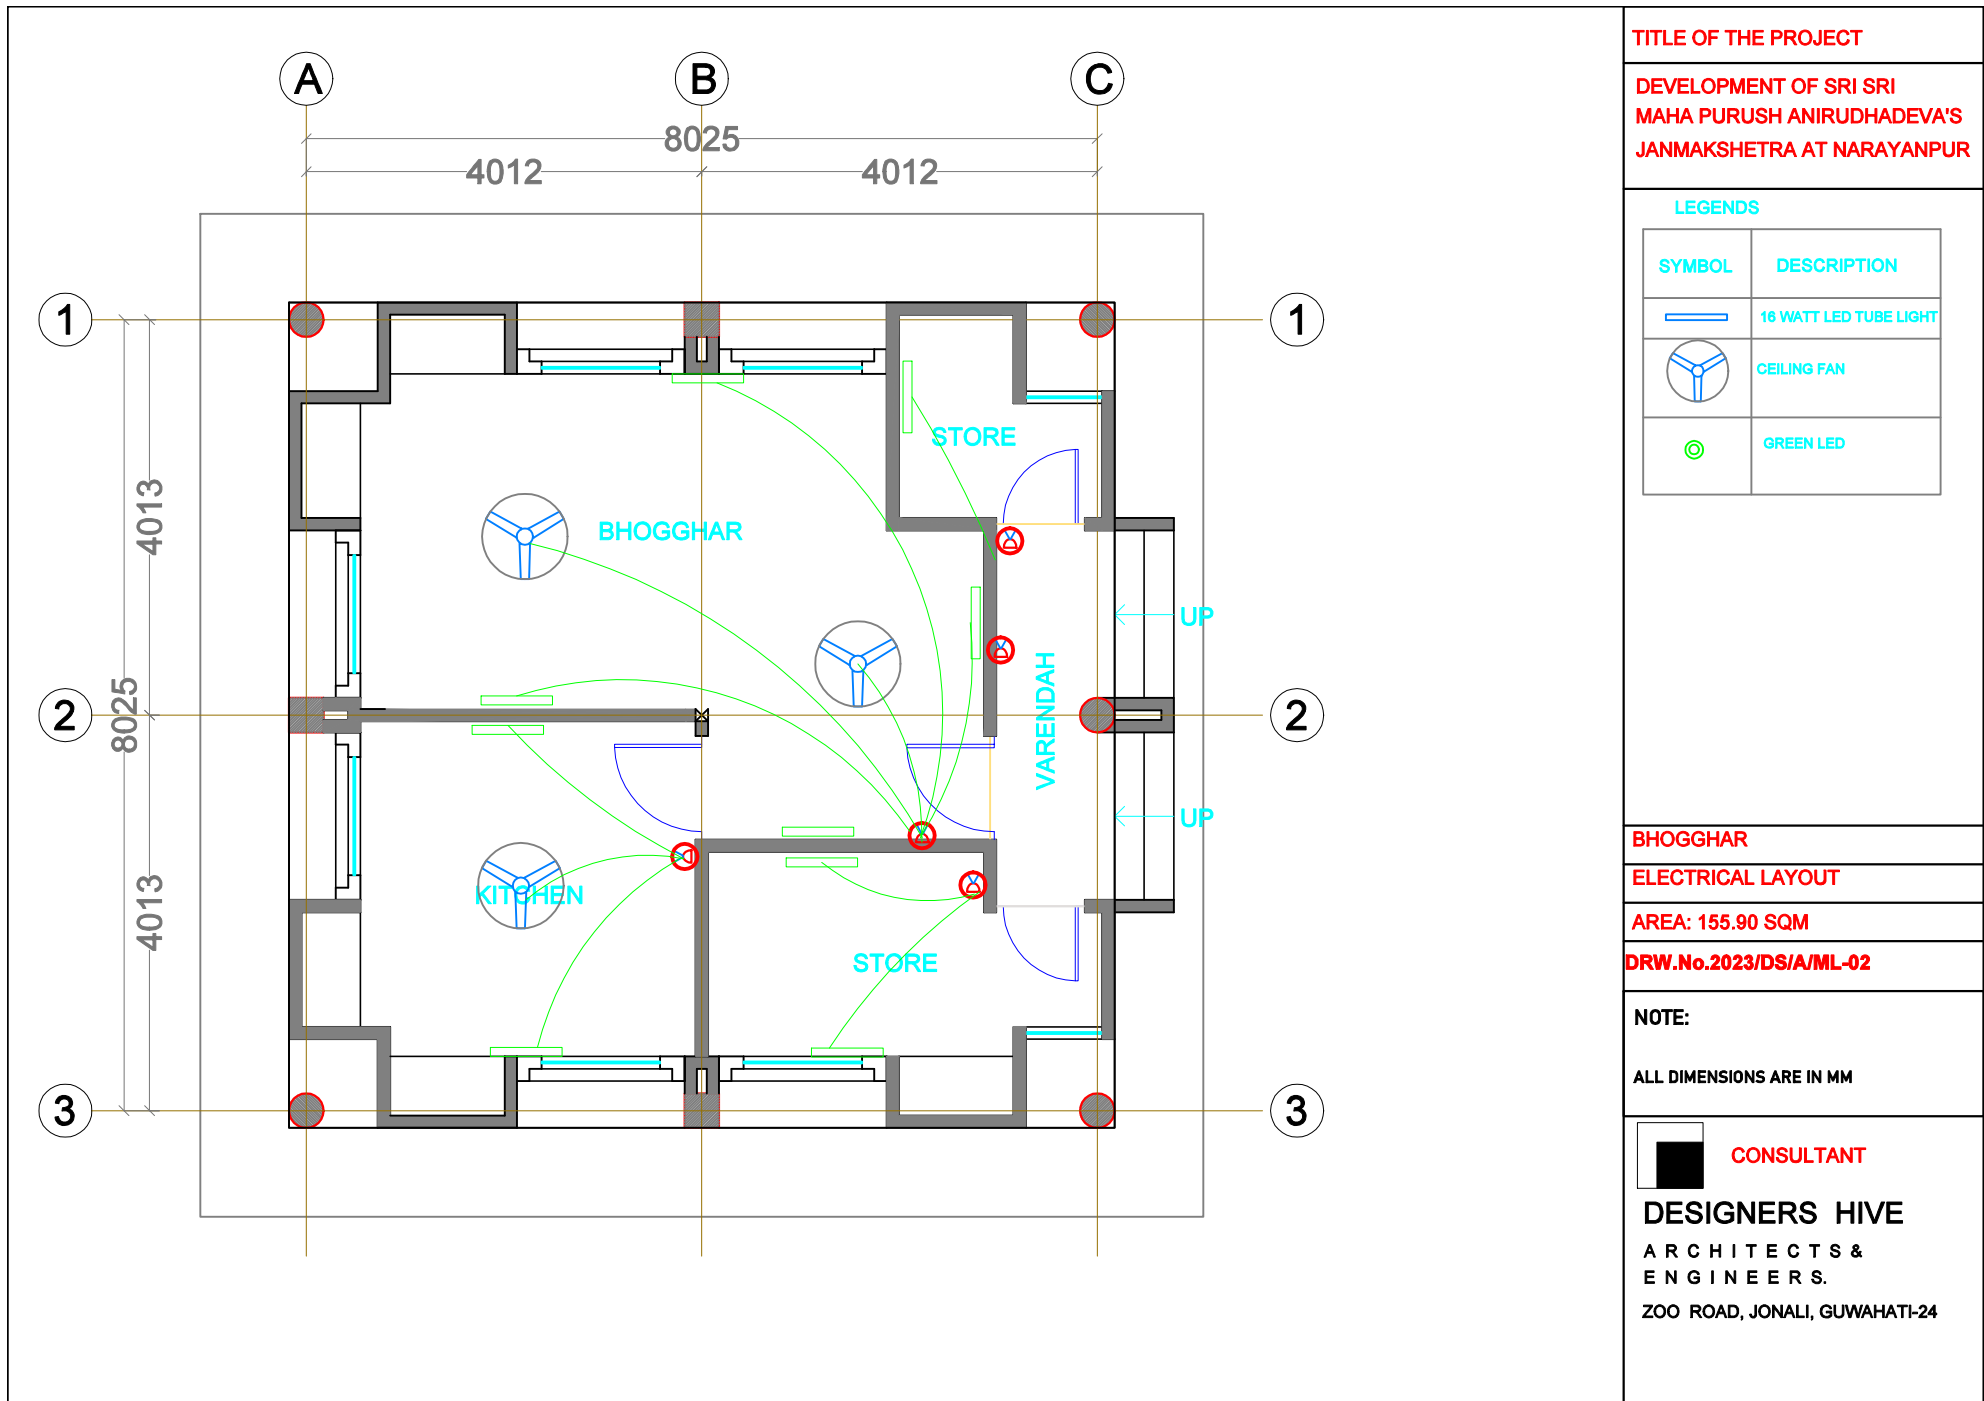 A
B
C
8025
4012
4012
1
1
4013
STORE
BHOGGHAR
UP
VARENDAH
8025
2
2
UP
KITCHEN
4013
STORE
3
3
TITLE OF THE PROJECT
DEVELOPMENT OF SRI SRI
MAHA PURUSH ANIRUDHADEVA'S
JANMAKSHETRA AT NARAYANPUR
LEGENDS
SYMBOL DESCRIPTION
16 WATT LED TUBE LIGHT
CEILING FAN
GREEN LED
BHOGGHAR
ELECTRICAL LAYOUT
AREA: 155.90 SQM
DRW.No.2023/DS/A/ML-02
NOTE:
ALL DIMENSIONS ARE IN MM
CONSULTANT
DESIGNERS HIVE
ARCHITECTS&
ENGINEERS.
ZOO ROAD, JONALI, GUWAHATI-24